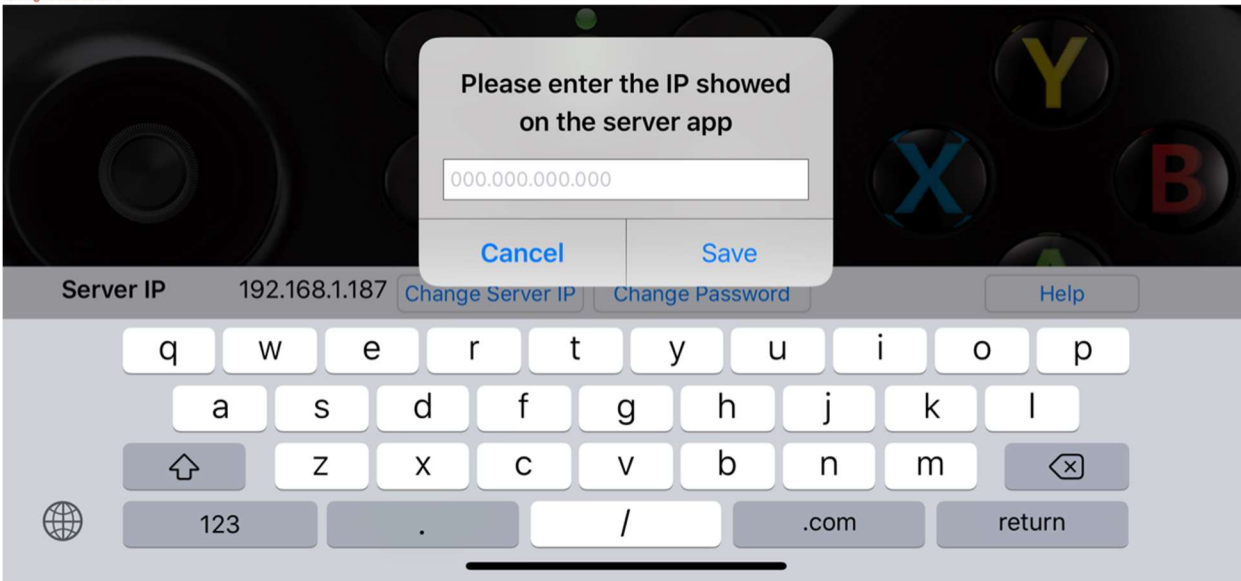 Y
Please enter the IP showed
on the server app
X
B
000.000.000.000
A
Cancel Save
Server IP 192.168.1.187 Change Server IP Change Password Help
q w e r t y u i o p
a s d f g h j k l
z x c v b n m
123 . / .com return